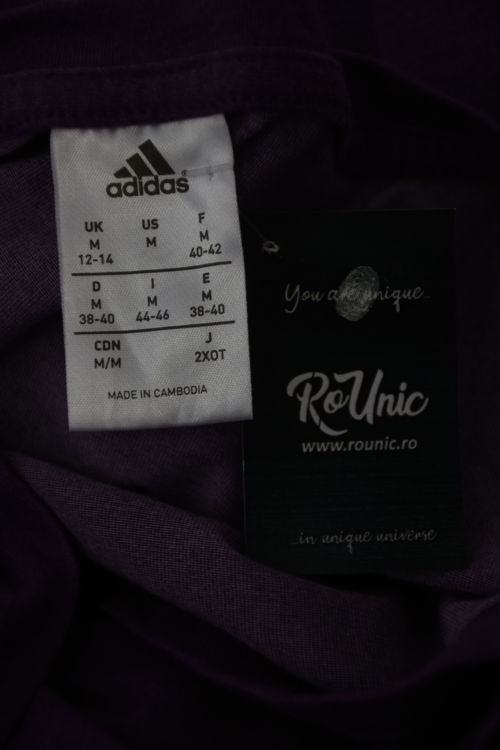 adidas
UK US F
M M M
12-14 40-42
D I E
M M M
38-40 44-46 38-40
CDN J
M/M 2XOT
MADE IN CAMBODIA
You are unique...
RoUnic
www.rounic.ro
...in unique universe